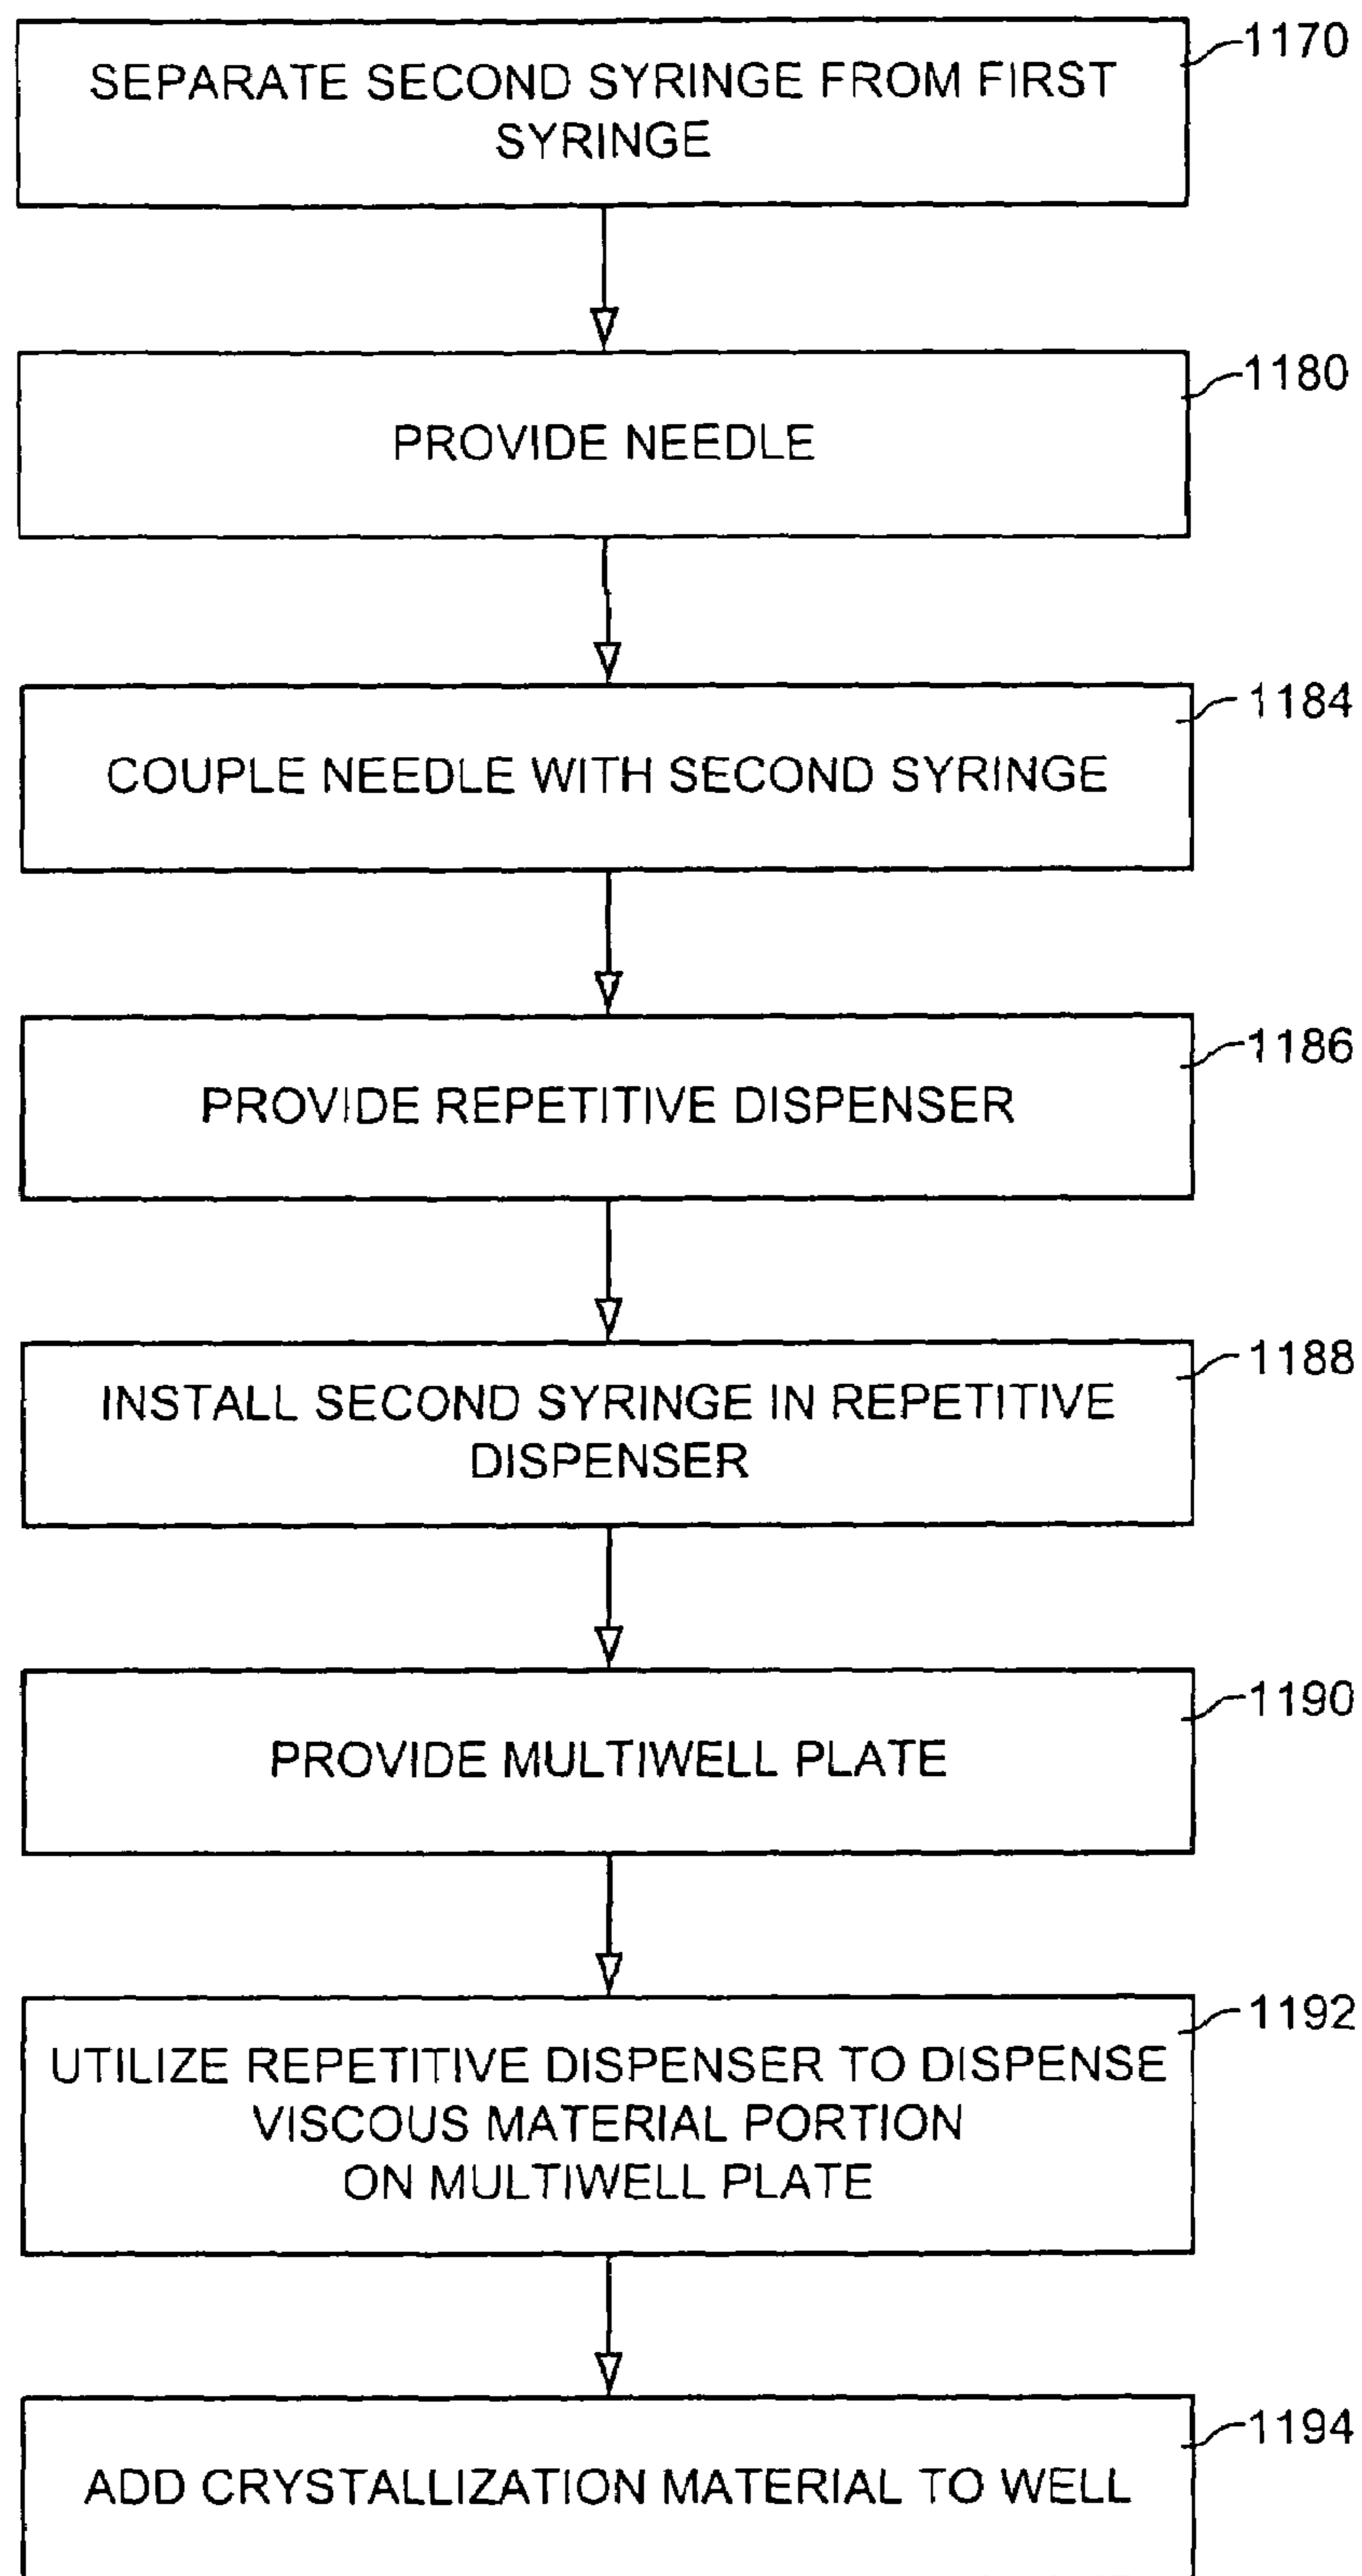 1170
SEPARATE SECOND SYRINGE FROM FIRST
SYRINGE
1180
PROVIDE NEEDLE
1184
COUPLE NEEDLE WITH SECOND SYRINGE
1186
PROVIDE REPETITIVE DISPENSER
1188
INSTALL SECOND SYRINGE IN REPETITIVE
DISPENSER
1190
PROVIDE MULTIWELL PLATE
1192
UTILIZE REPETITIVE DISPENSER TO DISPENSE
VISCOUS MATERIAL PORTION
ON MULTIWELL PLATE
1194
ADD CRYSTALLIZATION MATERIAL TO WELL